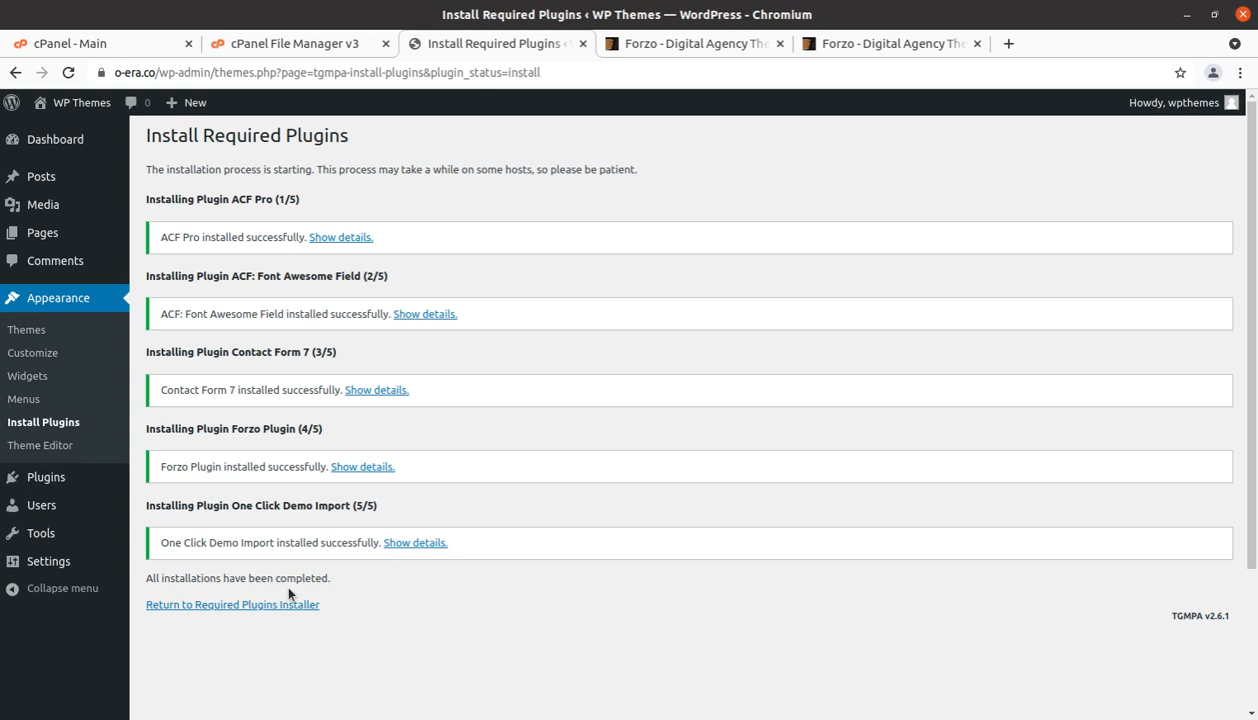 Install Required Plugins ‹ WP Themes — WordPress - Chromium
cPanel - Main
cPanel File Manager v3
Install Required Plugins ‹
Forzo - Digital Agency The
Forzo - Digital Agency The
o-era.co/wp-admin/themes.php?page=tgmpa-install-plugins&plugin_status=install
WP Themes
0
New
Howdy, wpthemes
Dashboard
Posts
Media
Pages
Comments
Appearance
Themes
Customize
Widgets
Menus
Install Plugins
Theme Editor
Plugins
Users
Tools
Settings
Collapse menu
Install Required Plugins
The installation process is starting. This process may take a while on some hosts, so please be patient.
Installing Plugin ACF Pro (1/5)
ACF Pro installed successfully. Show details.
Installing Plugin ACF: Font Awesome Field (2/5)
ACF: Font Awesome Field installed successfully. Show details.
Installing Plugin Contact Form 7 (3/5)
Contact Form 7 installed successfully. Show details.
Installing Plugin Forzo Plugin (4/5)
Forzo Plugin installed successfully. Show details.
Installing Plugin One Click Demo Import (5/5)
One Click Demo Import installed successfully. Show details.
All installations have been completed.
Return to Required Plugins Installer
TGMPA v2.6.1